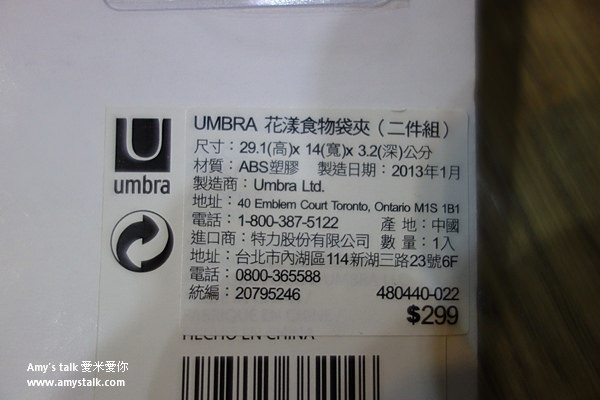 UMBRA 花漾食物袋夾（二件組）
尺寸：29.1(高)x 14(寬)x 3.2(深)公分
材質：ABS塑膠 製造日期：2013年1月
製造商：Umbra Ltd.
地址：40 Emblem Court Toronto, Ontario M1S 1B1
電話：1-800-387-5122 產 地：中國
進口商：特力股份有限公司 數 量：1入
地址：台北市內湖區114新湖三路23號6F
電話：0800-365588
統編：20795246 480440-022
$299
umbra
HECHO EN CHINA
Amy's talk 愛米愛你
www.amystalk.com